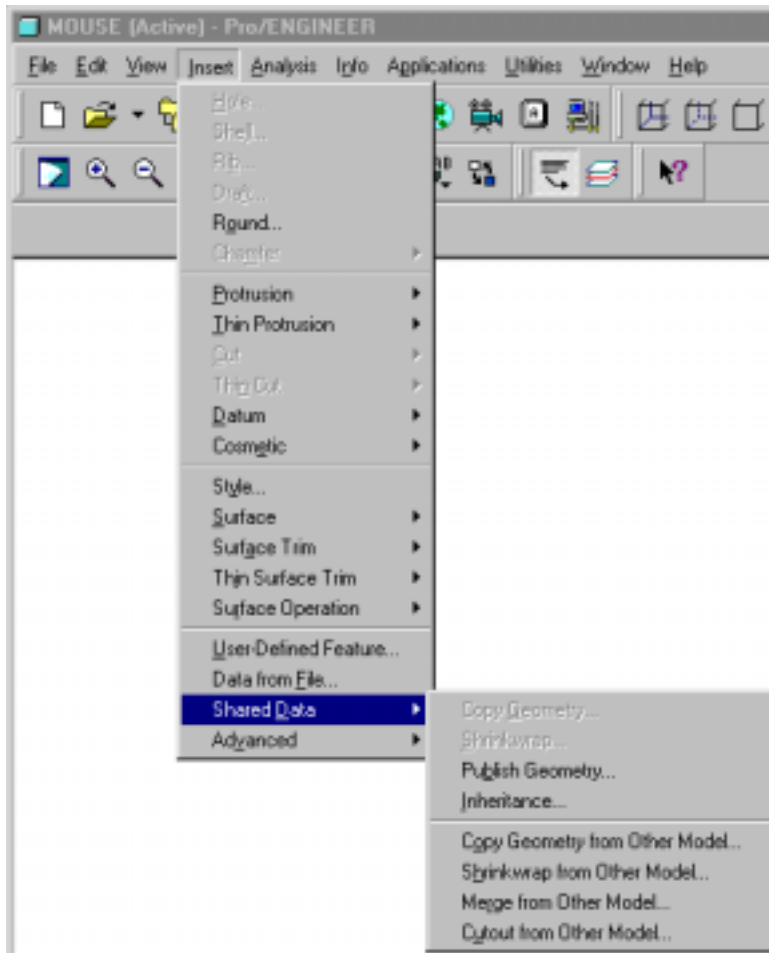 MOUSE (Active) - Pro/ENGINEER
File Edit View Insert Analysis Info Applications Utilities Window Help
Hole...
Shell...
Rib...
Draft...
Round...
Chamfer
Protrusion
Thin Protrusion
Cut
Thin Cut
Datum
Cosmetic
Style...
Surface
Surface Trim
Thin Surface Trim
Surface Operation
User-Defined Feature...
Data from File...
Shared Data
Advanced
Copy Geometry...
Shrinkwrap...
Publish Geometry...
Inheritance...
Copy Geometry from Other Model...
Shrinkwrap from Other Model...
Merge from Other Model...
Cutout from Other Model...